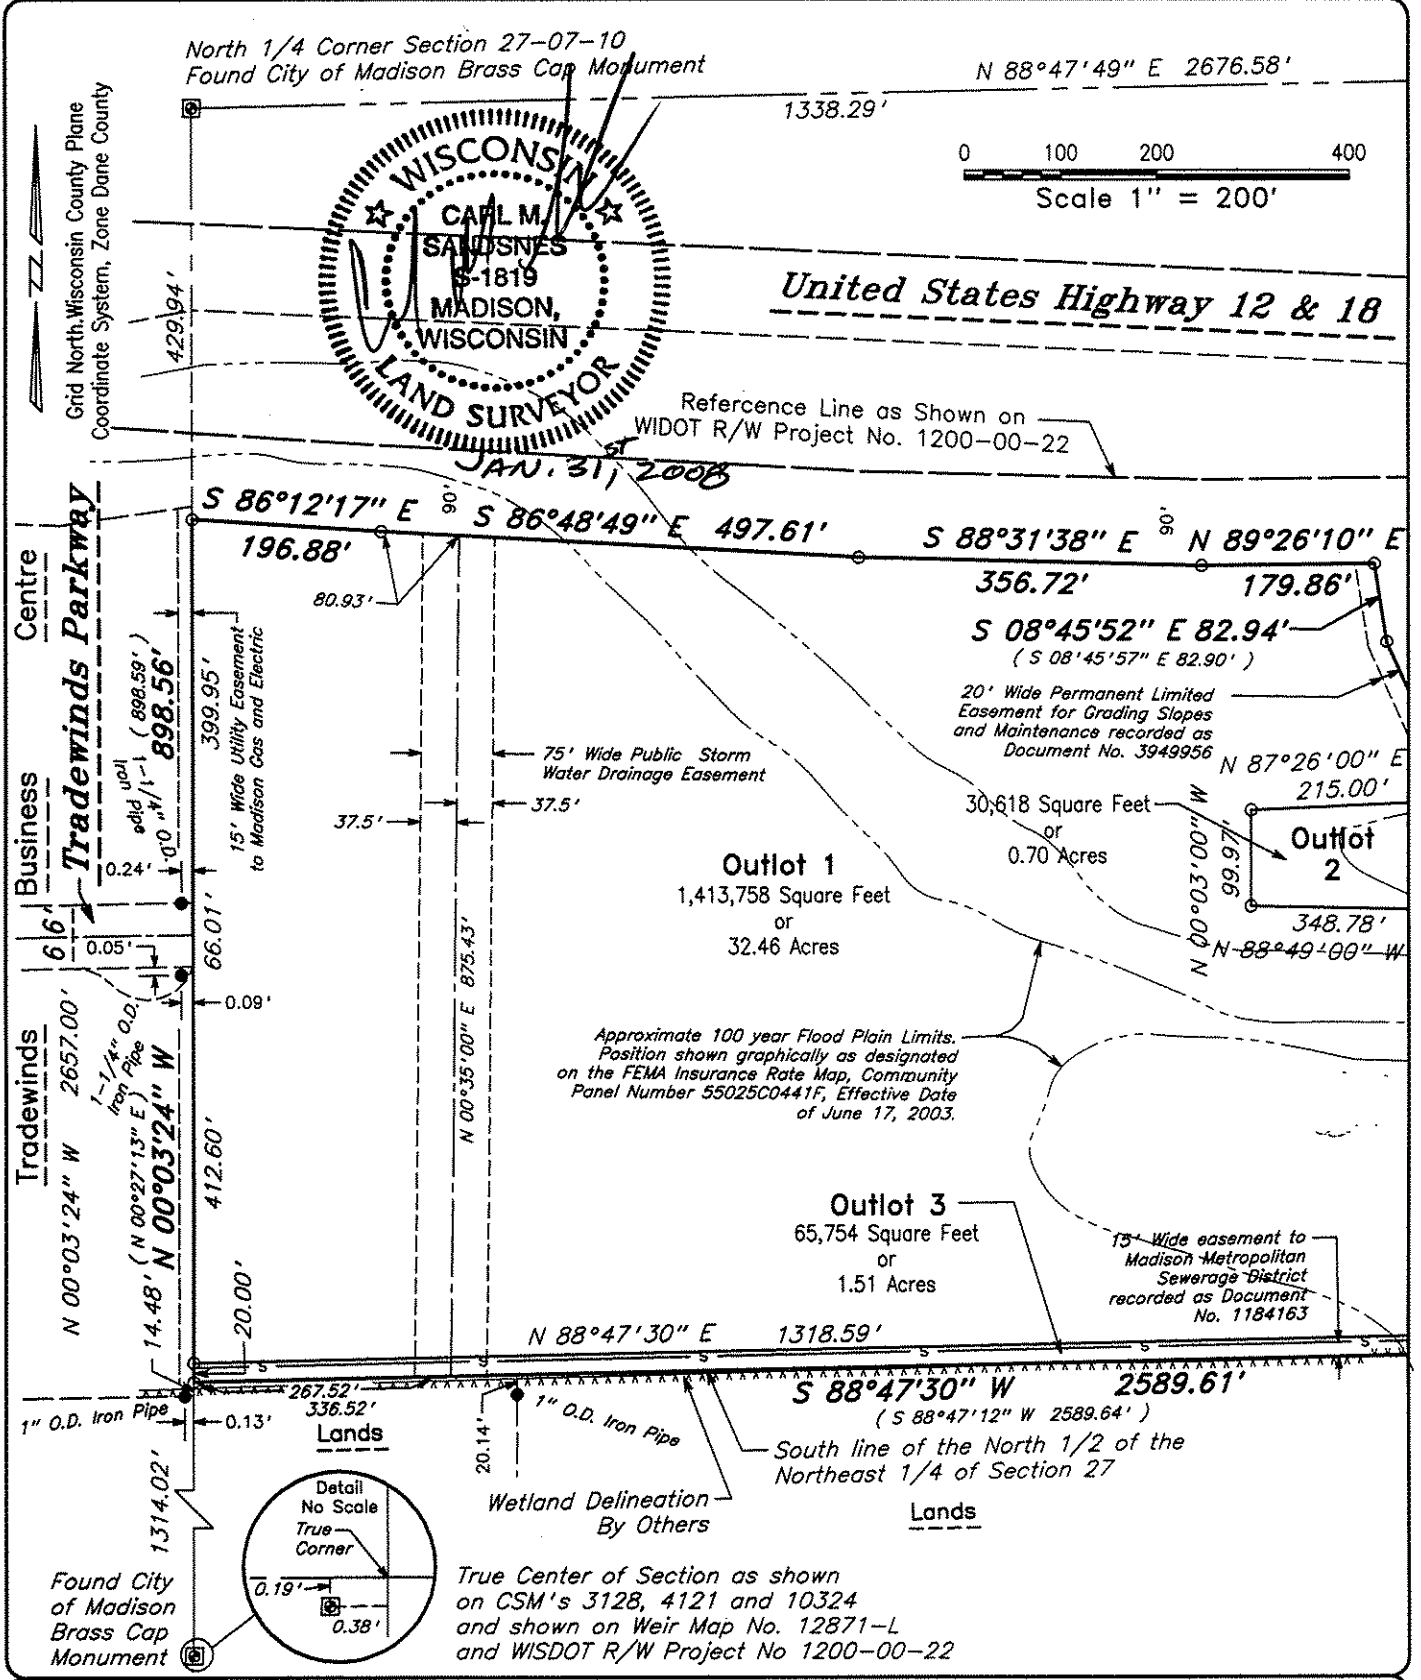 North 1/4 Corner Section 27-07-10
Found City of Madison Brass Cap Monument
N 88°47'49" E 2676.58'
1338.29'
0 100 200 400
Scale 1" = 200'
Grid North.Wisconsin County Plane
Coordinate System, Zone Dane County
N
429.94'
WISCONSIN
CARL M.
SANDSNES
S-1819
MADISON,
WISCONSIN
LAND SURVEYOR
JAN. 31, 2008
ST
United States Highway 12 & 18
Refercence Line as Shown on
WIDOT R/W Project No. 1200-00-22
S 86°12'17" E
196.88'
90'
S 86°48'49" E 497.61'
S 88°31'38" E
356.72'
90'
N 89°26'10" E
179.86'
80.93'
S 08°45'52" E 82.94'
( S 08°45'57" E 82.90' )
20' Wide Permanent Limited
Easement for Grading Slopes
and Maintenance recorded as
Document No. 3949956
N 87°26'00" E
215.00'
Tradewinds Business Centre
Tradewinds Parkway
66'
( 898.59' )
898.56'
1-1/4" O.D.
Iron Pipe
399.95'
15' Wide Utility Easement
to Madison Gas and Electric
0.24'
66.01'
0.05'
0.09'
75' Wide Public Storm
Water Drainage Easement
37.5'
37.5'
30,618 Square Feet
or
0.70 Acres
Outlot
2
N 00°03'00" W
99.97'
348.78'
N 88°49'00" W
Outlot 1
1,413,758 Square Feet
or
32.46 Acres
N 00°35'00" E 875.43'
Approximate 100 year Flood Plain Limits.
Position shown graphically as designated
on the FEMA Insurance Rate Map, Community
Panel Number 55025C0441F, Effective Date
of June 17, 2003.
N 00°03'24" W 2657.00'
1-1/4" O.D.
Iron Pipe
( N 00°27'13" E )
N 00°03'24" W
412.60'
14.48'
20.00'
Outlot 3
65,754 Square Feet
or
1.51 Acres
15' Wide easement to
Madison Metropolitan
Sewerage District
recorded as Document
No. 1184163
N 88°47'30" E 1318.59'
S S S S S S
267.52'
336.52'
S 88°47'30" W 2589.61'
( S 88°47'12" W 2589.64' )
1" O.D. Iron Pipe
0.13'
Lands
20.14'
1" O.D. Iron Pipe
South line of the North 1/2 of the
Northeast 1/4 of Section 27
Wetland Delineation
By Others
Lands
1314.02'
Detail
No Scale
True
Corner
0.19'
0.38'
Found City
of Madison
Brass Cap
Monument
True Center of Section as shown
on CSM's 3128, 4121 and 10324
and shown on Weir Map No. 12871-L
and WISDOT R/W Project No 1200-00-22